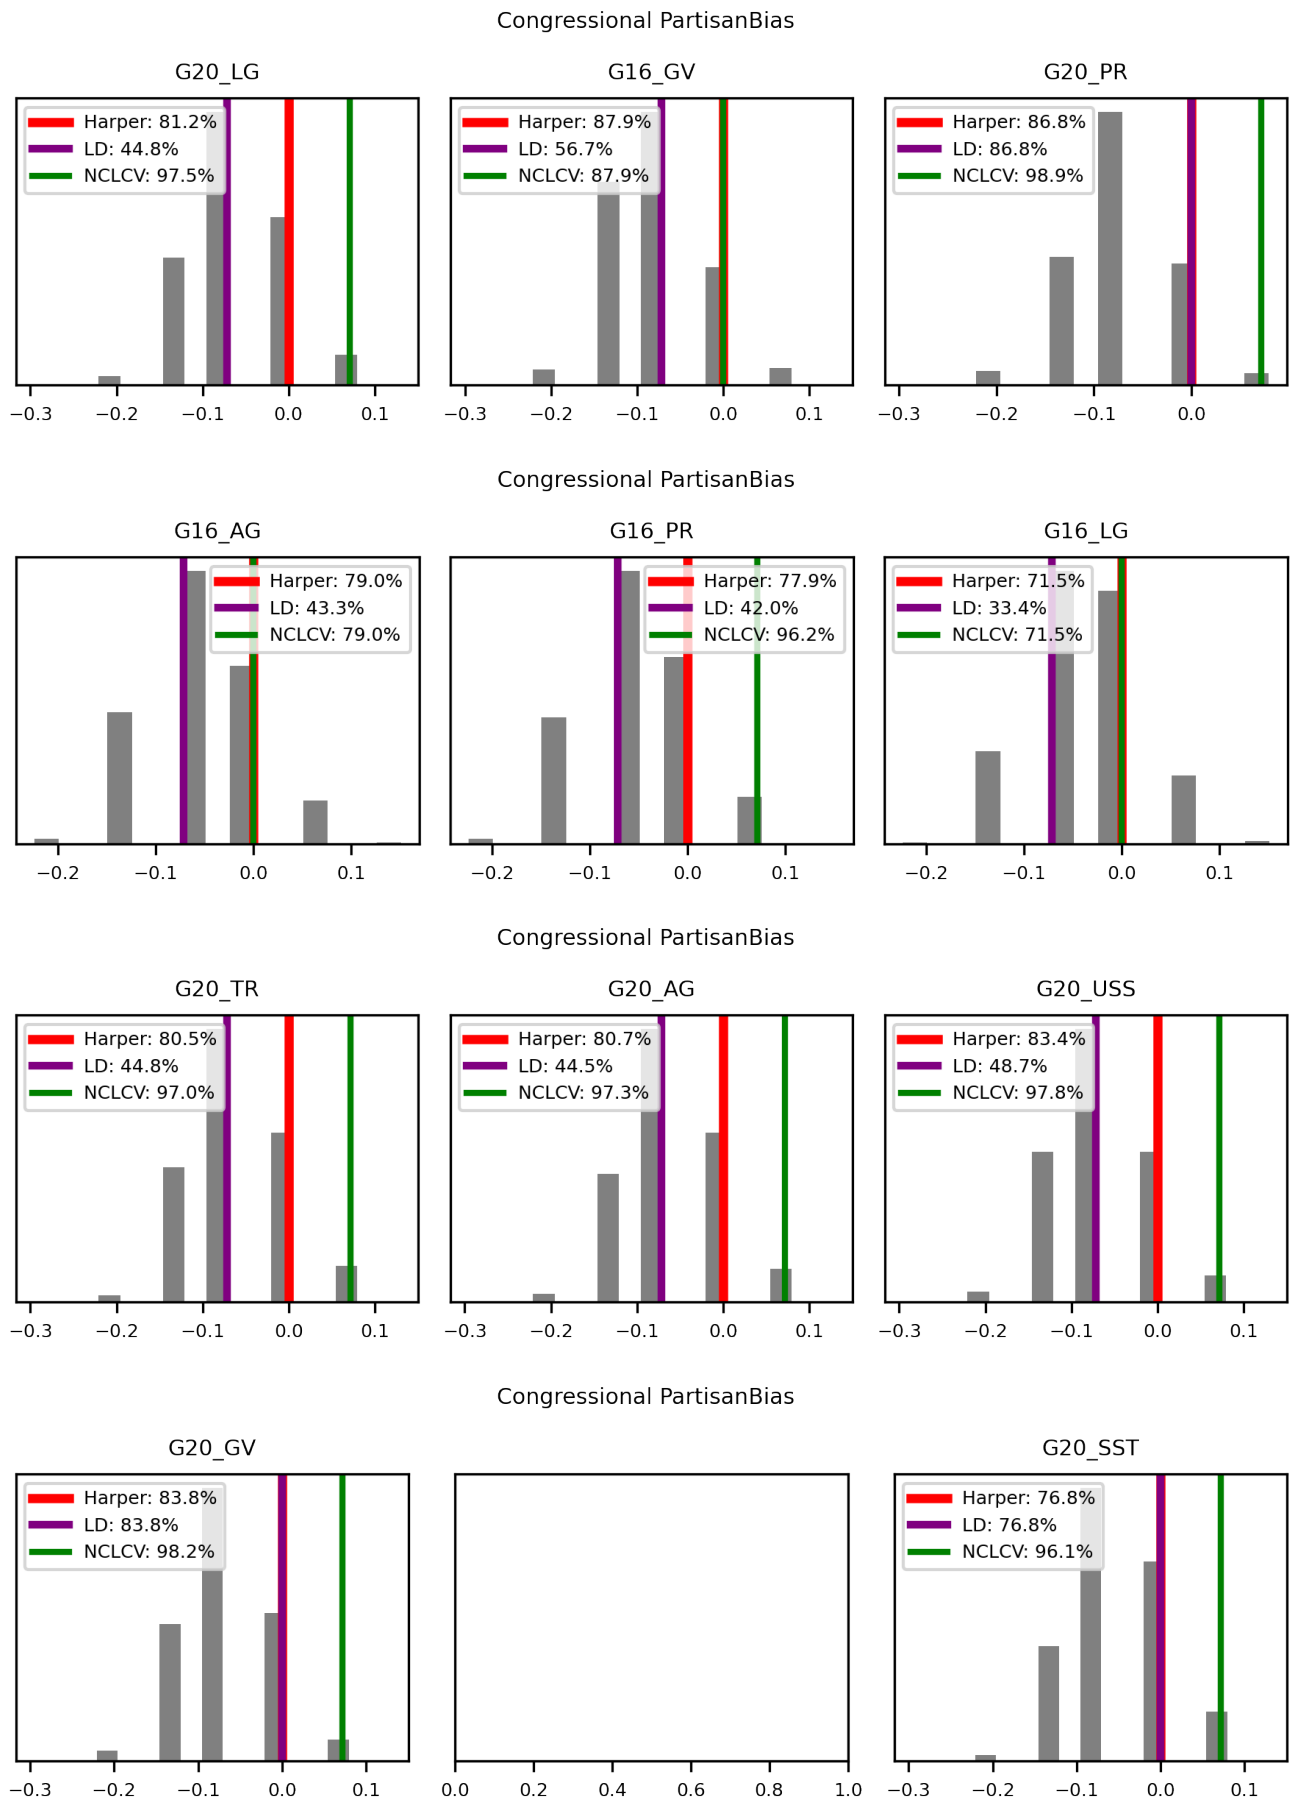 Congressional PartisanBias
G20_LG
G16_GV
G20_PR
Harper: 81.2%
LD: 44.8%
NCLCV: 97.5%
Harper: 87.9%
LD: 56.7%
NCLCV: 87.9%
Harper: 86.8%
LD: 86.8%
NCLCV: 98.9%
−0.3 −0.2 −0.1 0.0 0.1
−0.3 −0.2 −0.1 0.0 0.1
−0.3 −0.2 −0.1 0.0
Congressional PartisanBias
G16_AG
G16_PR
G16_LG
Harper: 79.0%
LD: 43.3%
NCLCV: 79.0%
Harper: 77.9%
LD: 42.0%
NCLCV: 96.2%
Harper: 71.5%
LD: 33.4%
NCLCV: 71.5%
−0.2 −0.1 0.0 0.1
−0.2 −0.1 0.0 0.1
−0.2 −0.1 0.0 0.1
Congressional PartisanBias
G20_TR
G20_AG
G20_USS
Harper: 80.5%
LD: 44.8%
NCLCV: 97.0%
Harper: 80.7%
LD: 44.5%
NCLCV: 97.3%
Harper: 83.4%
LD: 48.7%
NCLCV: 97.8%
−0.3 −0.2 −0.1 0.0 0.1
−0.3 −0.2 −0.1 0.0 0.1
−0.3 −0.2 −0.1 0.0 0.1
Congressional PartisanBias
G20_GV
G20_SST
Harper: 83.8%
LD: 83.8%
NCLCV: 98.2%
Harper: 76.8%
LD: 76.8%
NCLCV: 96.1%
−0.3 −0.2 −0.1 0.0 0.1
0.0 0.2 0.4 0.6 0.8 1.0
−0.3 −0.2 −0.1 0.0 0.1